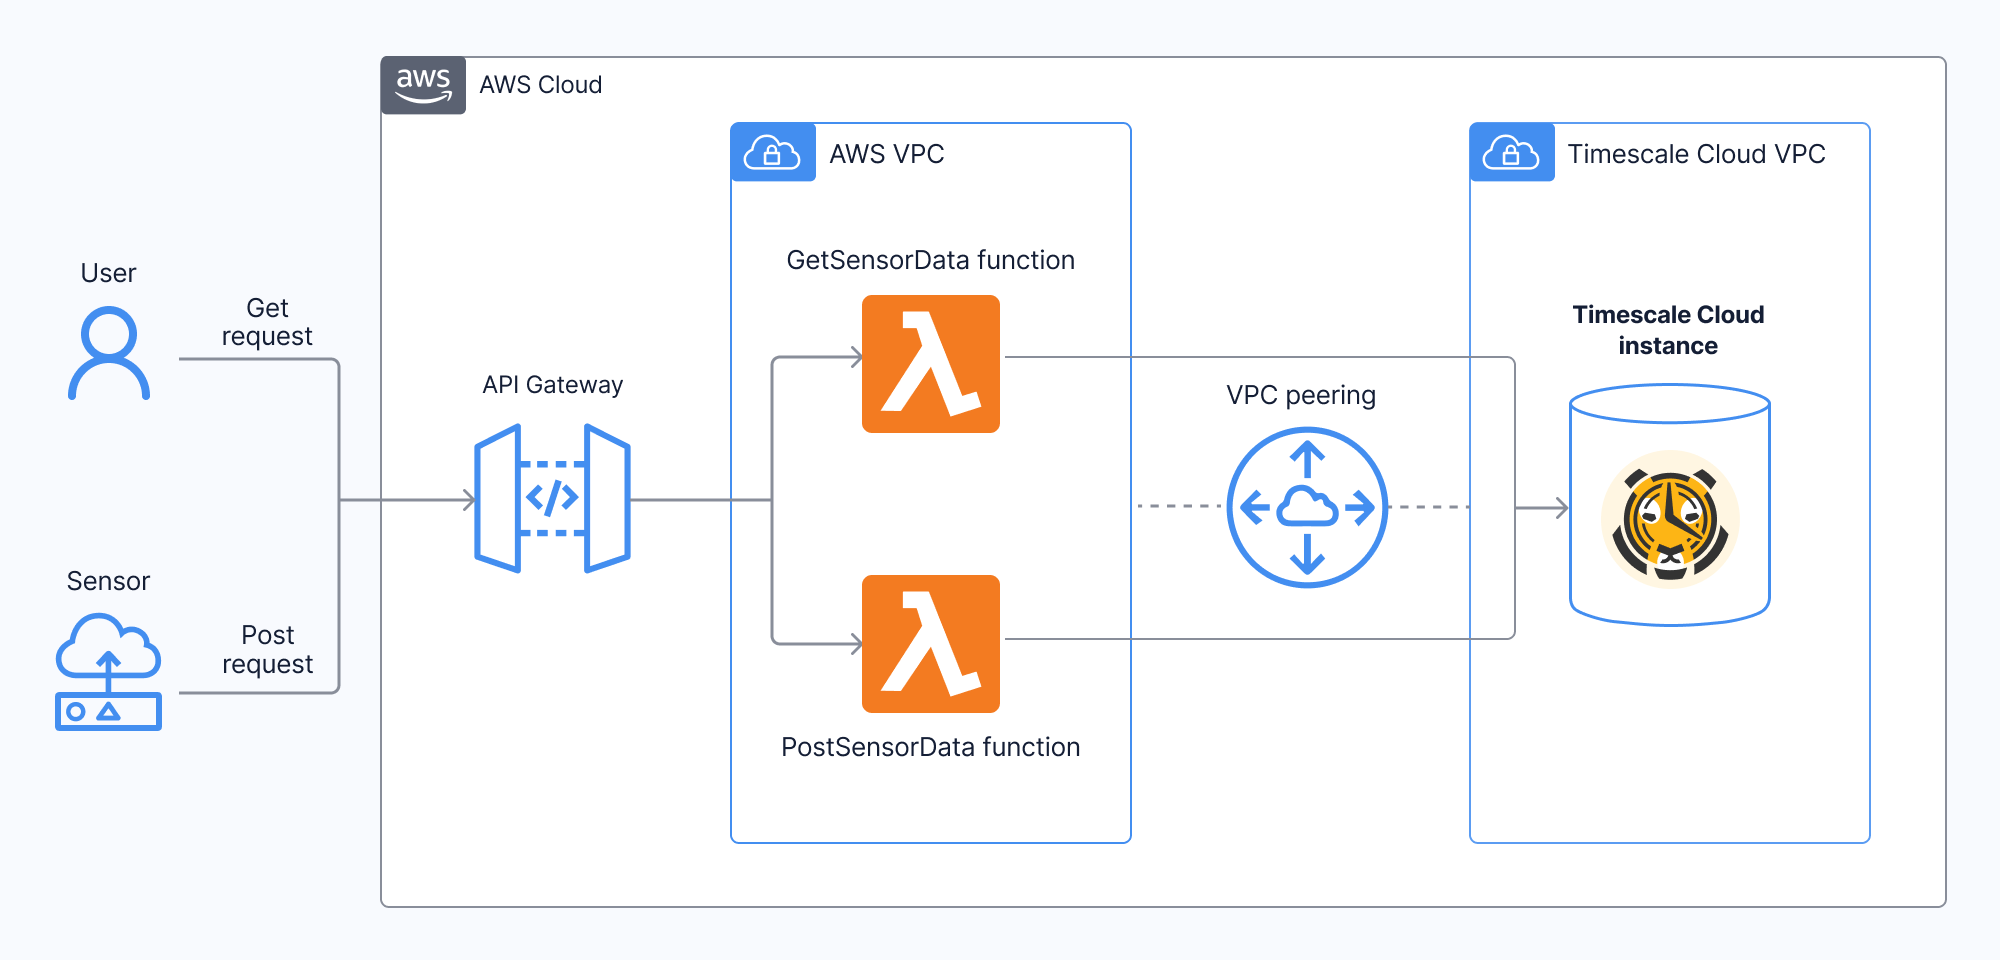 aws
AWS Cloud
AWS VPC
Timescale Cloud VPC
User
Get
request
GetSensorData function
Timescale Cloud
instance
API Gateway
</>
VPC peering
Sensor
Post
request
PostSensorData function